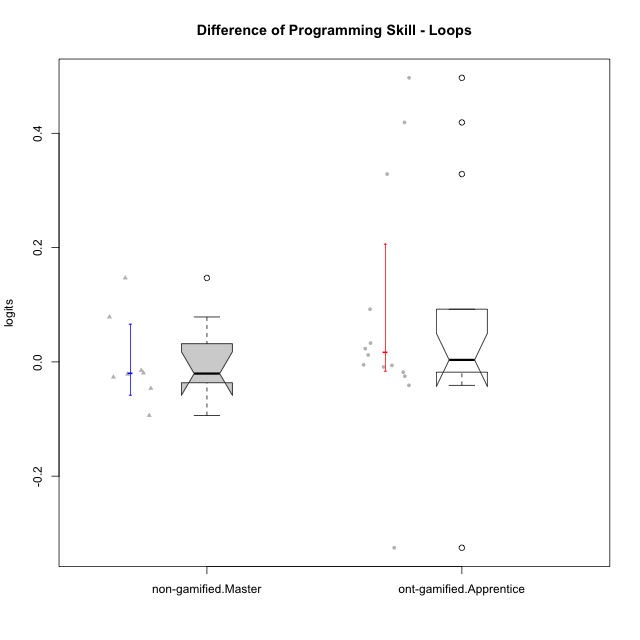 Difference of Programming Skill - Loops
logits
0.4
0.2
0.0
-0.2
non-gamified.Master
ont-gamified.Apprentice